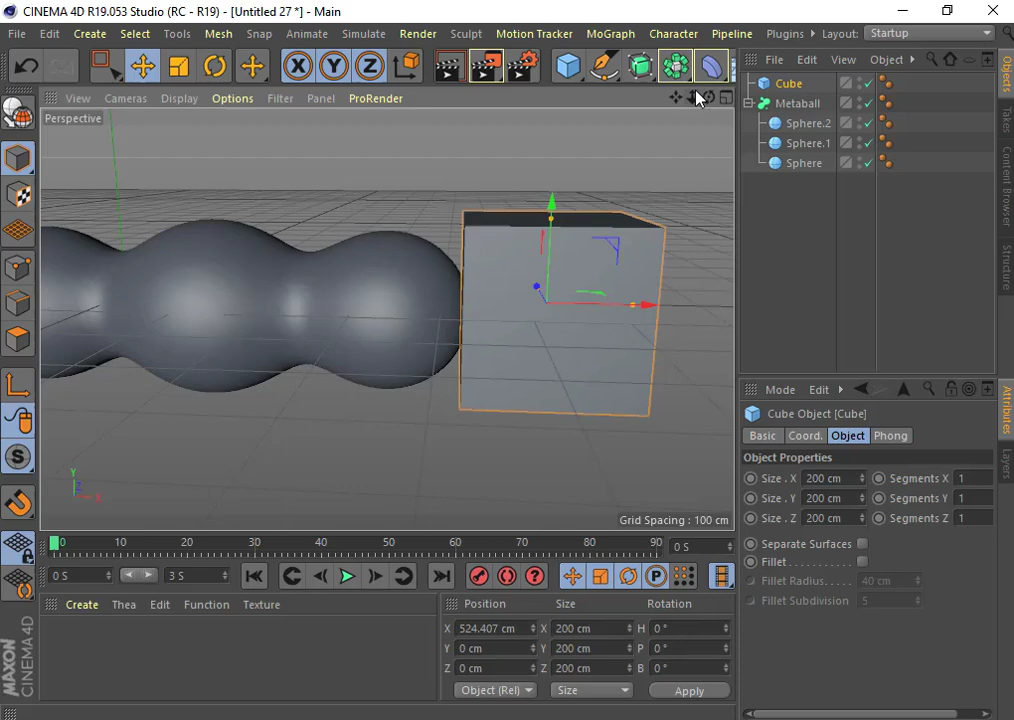 CINEMA 4D R19.053 Studio (RC - R19) - [Untitled 27 *] - Main
File Edit Create Select Tools Mesh Snap Animate Simulate Render Sculpt Motion Tracker MoGraph Character Pipeline Plugins Layout: Startup
X Y Z
File Edit View Object
View Cameras Display Options Filter Panel ProRender
Perspective
Cube
Metaball
Sphere.2
Sphere.1
Sphere
Objects
Takes
Content Browser
Structure
Mode Edit
Cube Object [Cube]
Basic Coord. Object Phong
Object Properties
Size . X 200 cm Segments X 1
Size . Y 200 cm Segments Y 1
Size . Z 200 cm Segments Z 1
Separate Surfaces
Fillet
Fillet Radius. 40 cm
Fillet Subdivision 5
Attributes
Layers
Y
Z X
Grid Spacing : 100 cm
S
0 10 20 30 40 50 60 70 80 90 0 S
0 S 3 S
? P
Create Thea Edit Function Texture
Position Size Rotation
X 524.407 cm X 200 cm H 0 °
Y 0 cm Y 200 cm P 0 °
Z 0 cm Z 200 cm B 0 °
Object (Rel) Size Apply
MAXON
CINEMA 4D